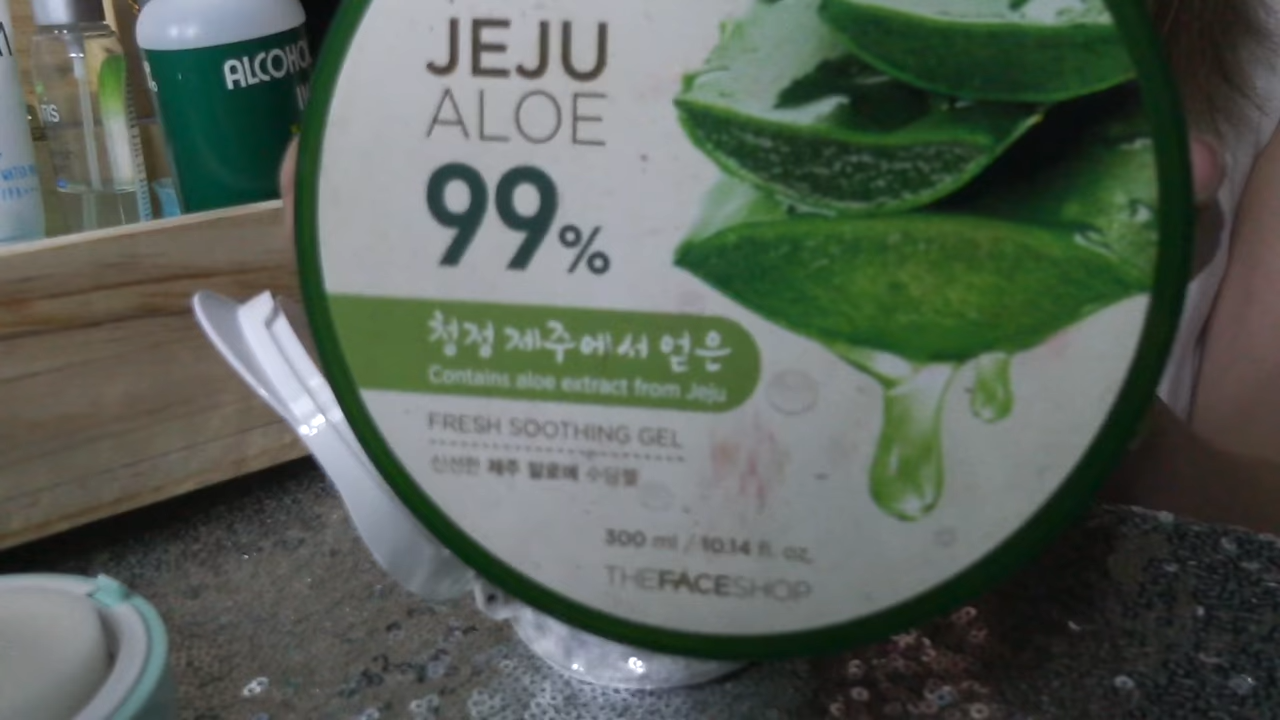 JEJU
ALOE
99%
청정 제주에서 얻은
Contains aloe extract from Jeju
FRESH SOOTHING GEL
신선한 제주 알로에 수딩젤
300 ml / 10.14 fl. oz.
THEFACESHOP
ALCOHOL